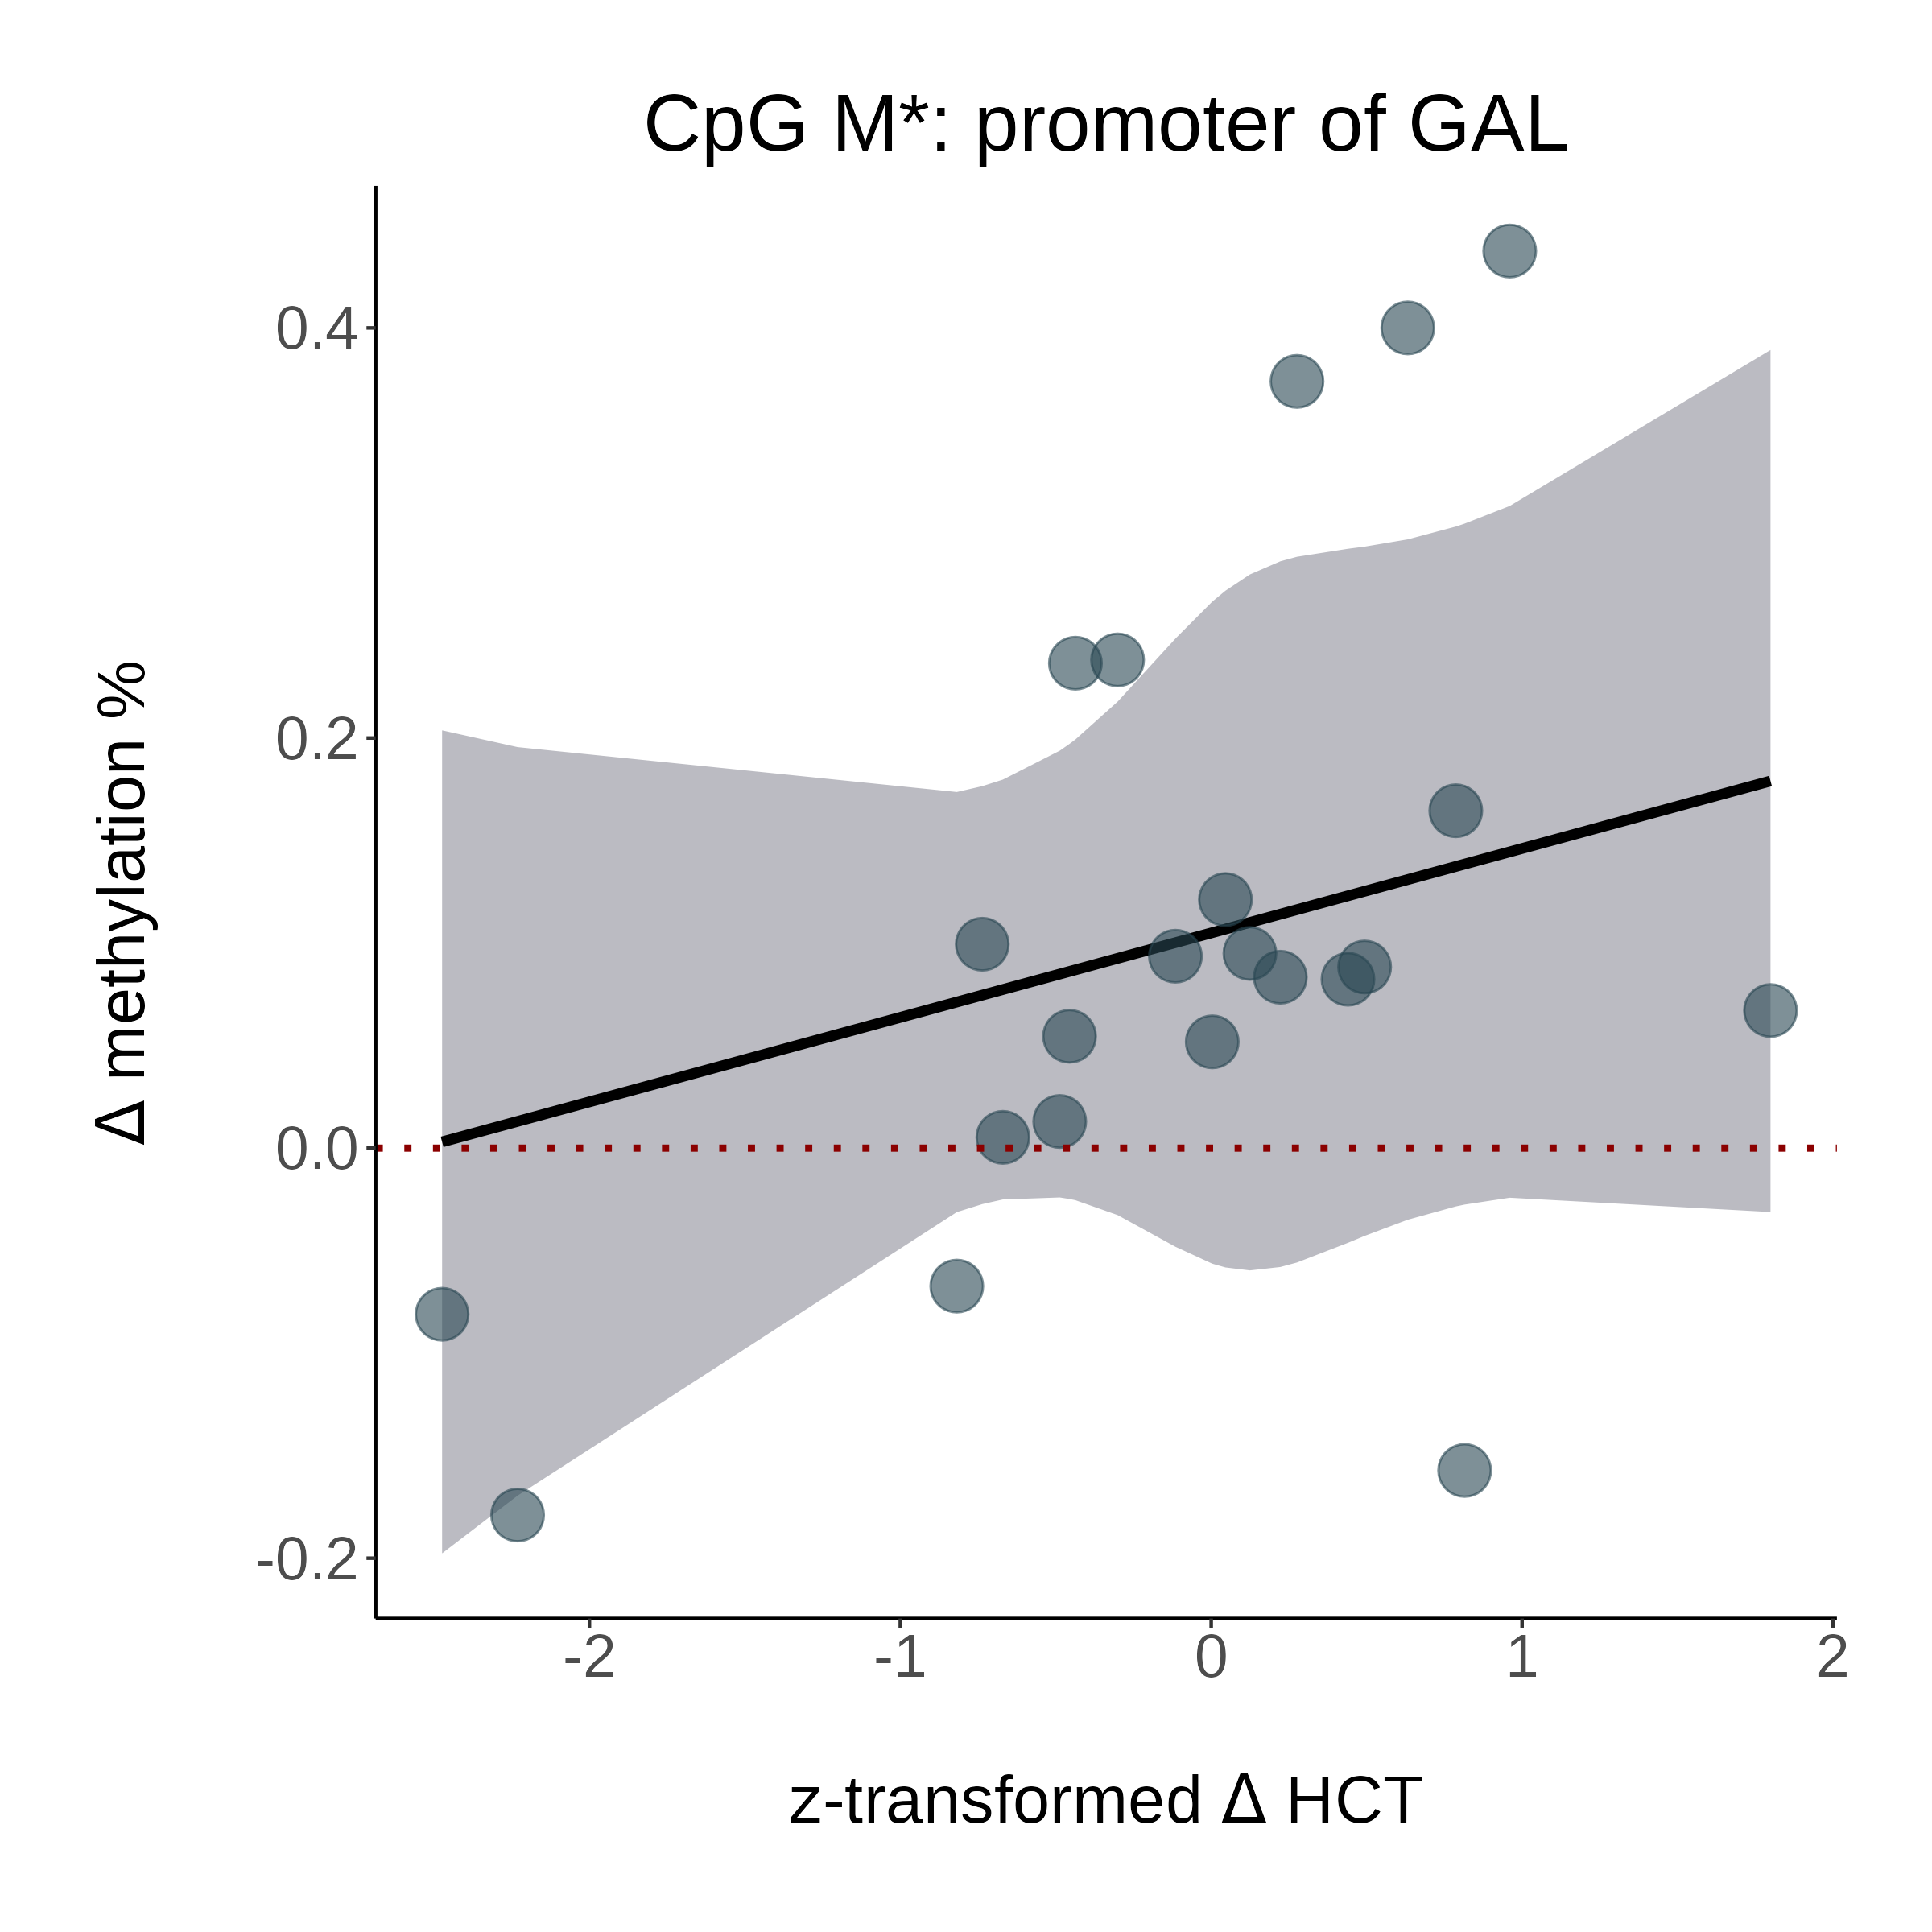 CpG M*: promoter of GAL
Δ methylation %
0.4
0.2
0.0
-0.2
-2 -1 0 1 2
z-transformed Δ HCT